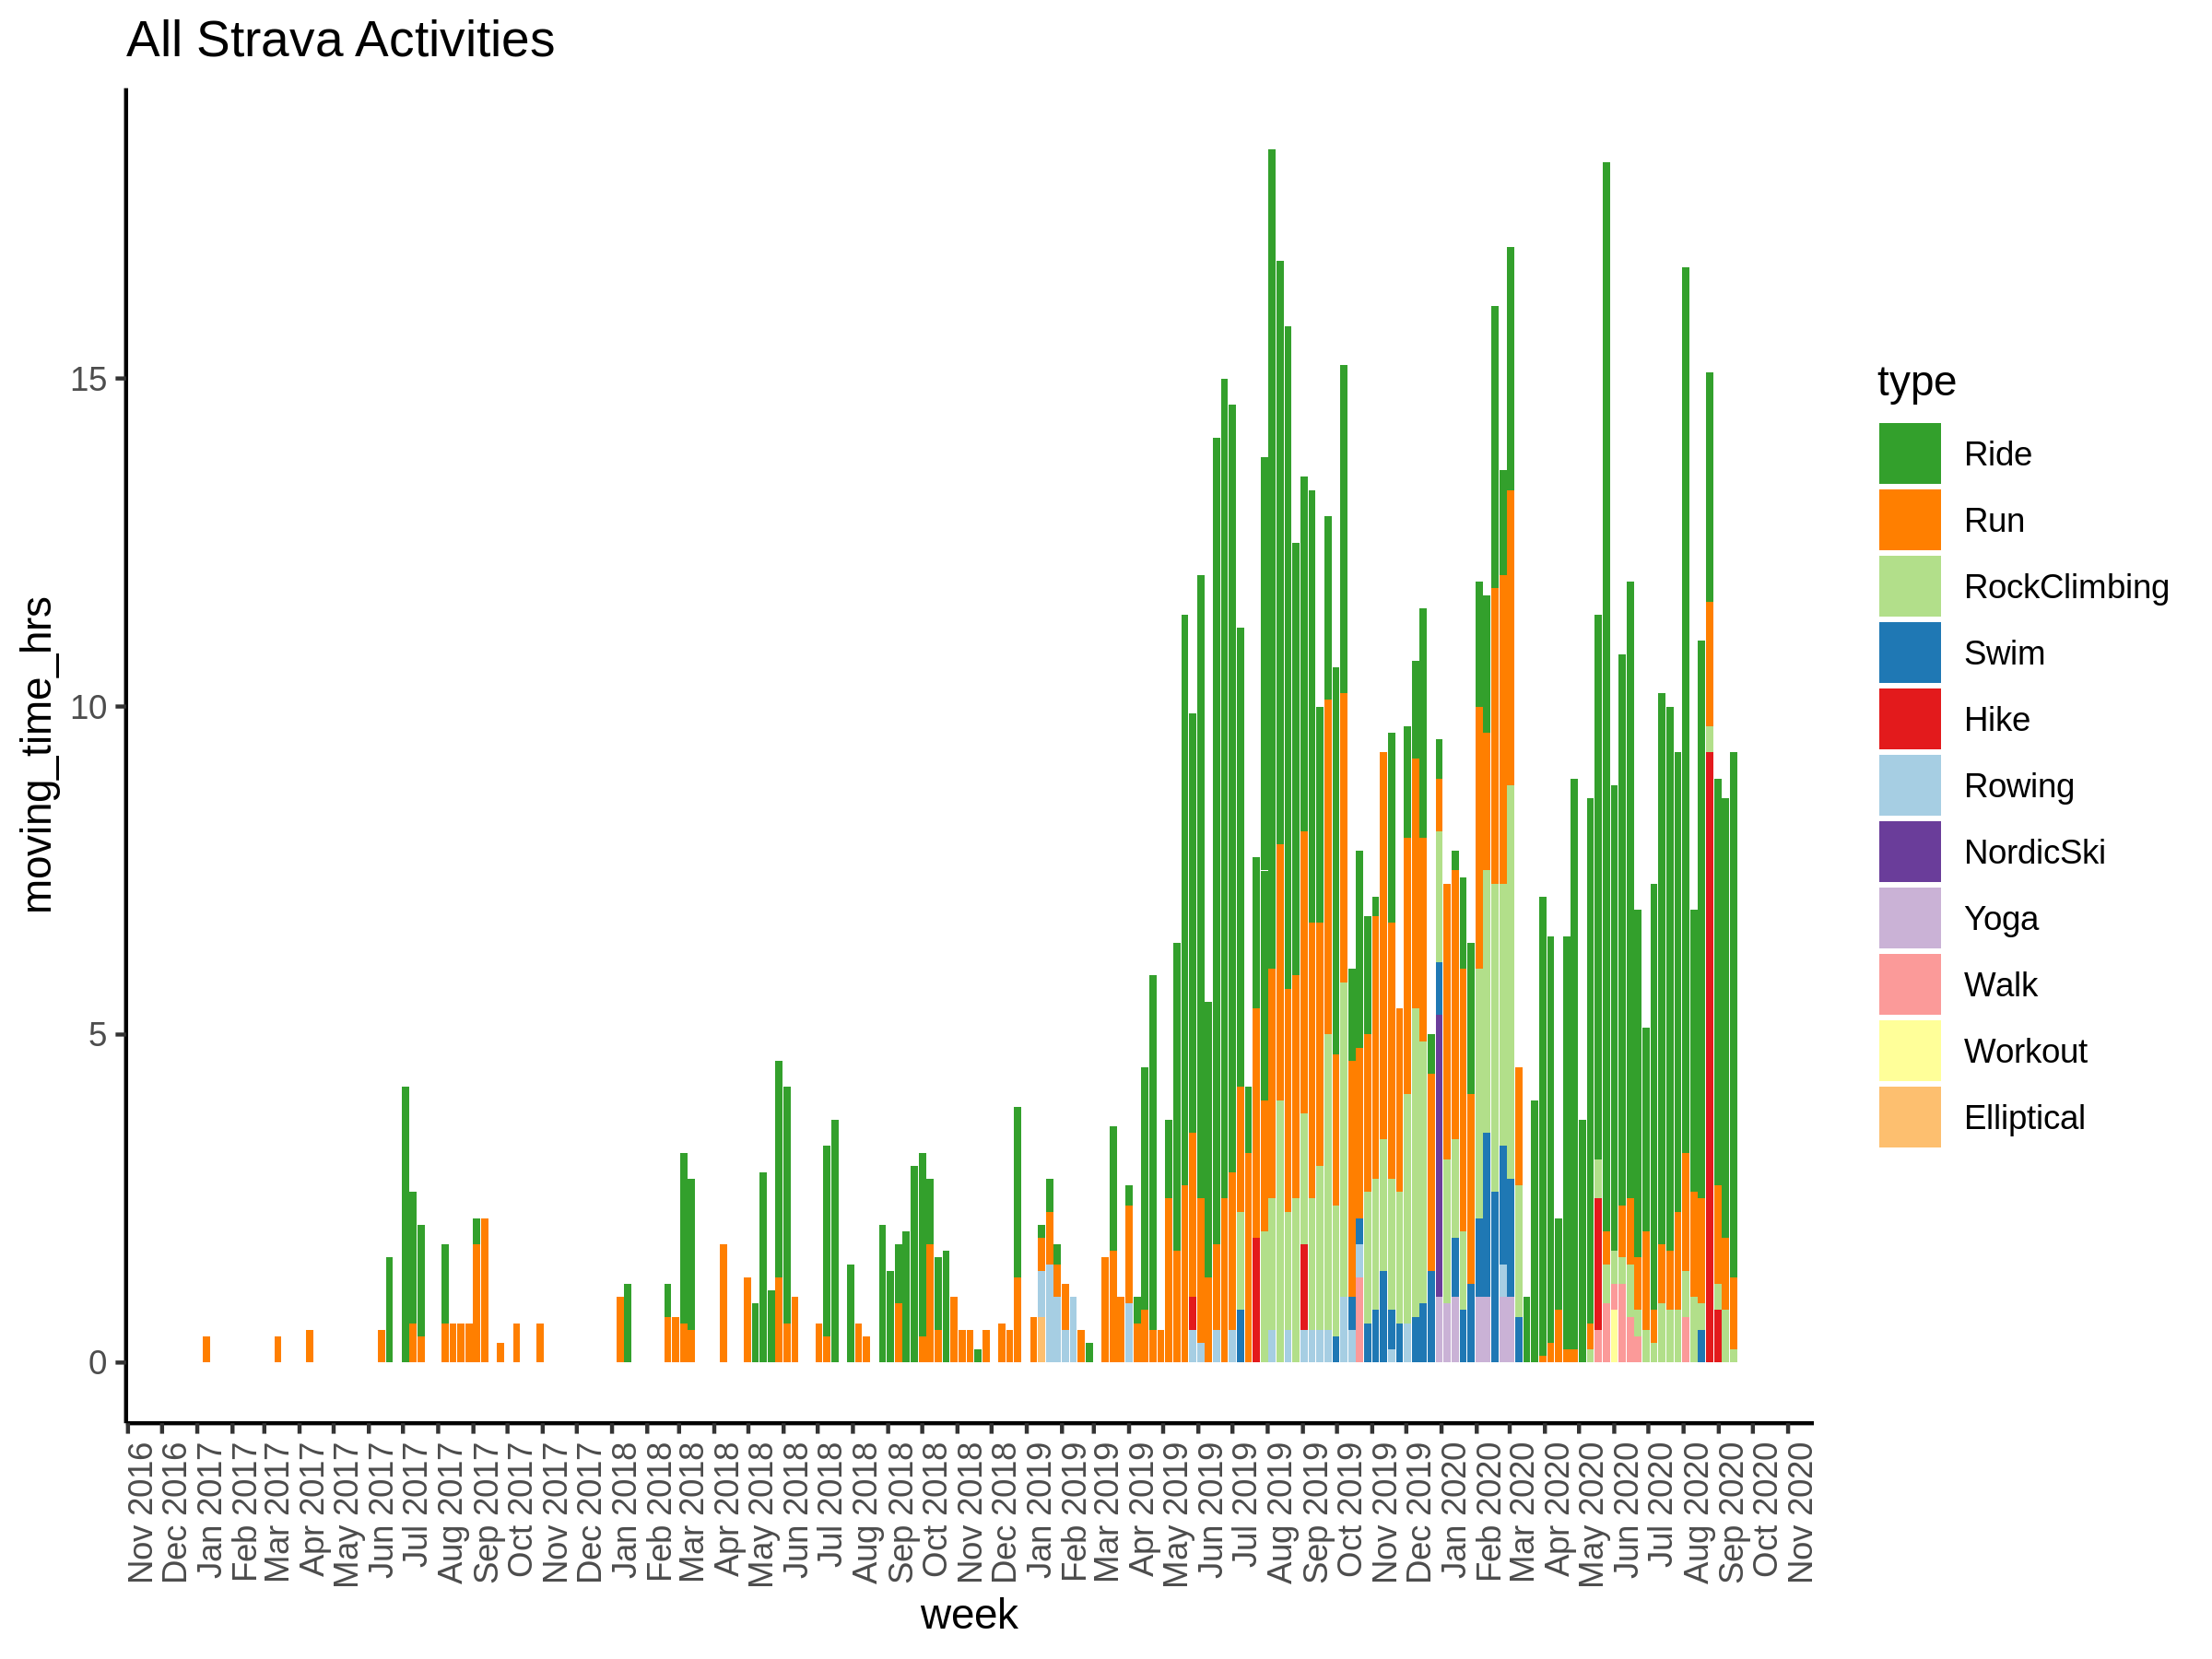 All Strava Activities
moving_time_hrs
15
10
5
0
Nov 2016
Dec 2016
Jan 2017
Feb 2017
Mar 2017
Apr 2017
May 2017
Jun 2017
Jul 2017
Aug 2017
Sep 2017
Oct 2017
Nov 2017
Dec 2017
Jan 2018
Feb 2018
Mar 2018
Apr 2018
May 2018
Jun 2018
Jul 2018
Aug 2018
Sep 2018
Oct 2018
Nov 2018
Dec 2018
Jan 2019
Feb 2019
Mar 2019
Apr 2019
May 2019
Jun 2019
Jul 2019
Aug 2019
Sep 2019
Oct 2019
Nov 2019
Dec 2019
Jan 2020
Feb 2020
Mar 2020
Apr 2020
May 2020
Jun 2020
Jul 2020
Aug 2020
Sep 2020
Oct 2020
Nov 2020
week
type
Ride
Run
RockClimbing
Swim
Hike
Rowing
NordicSki
Yoga
Walk
Workout
Elliptical